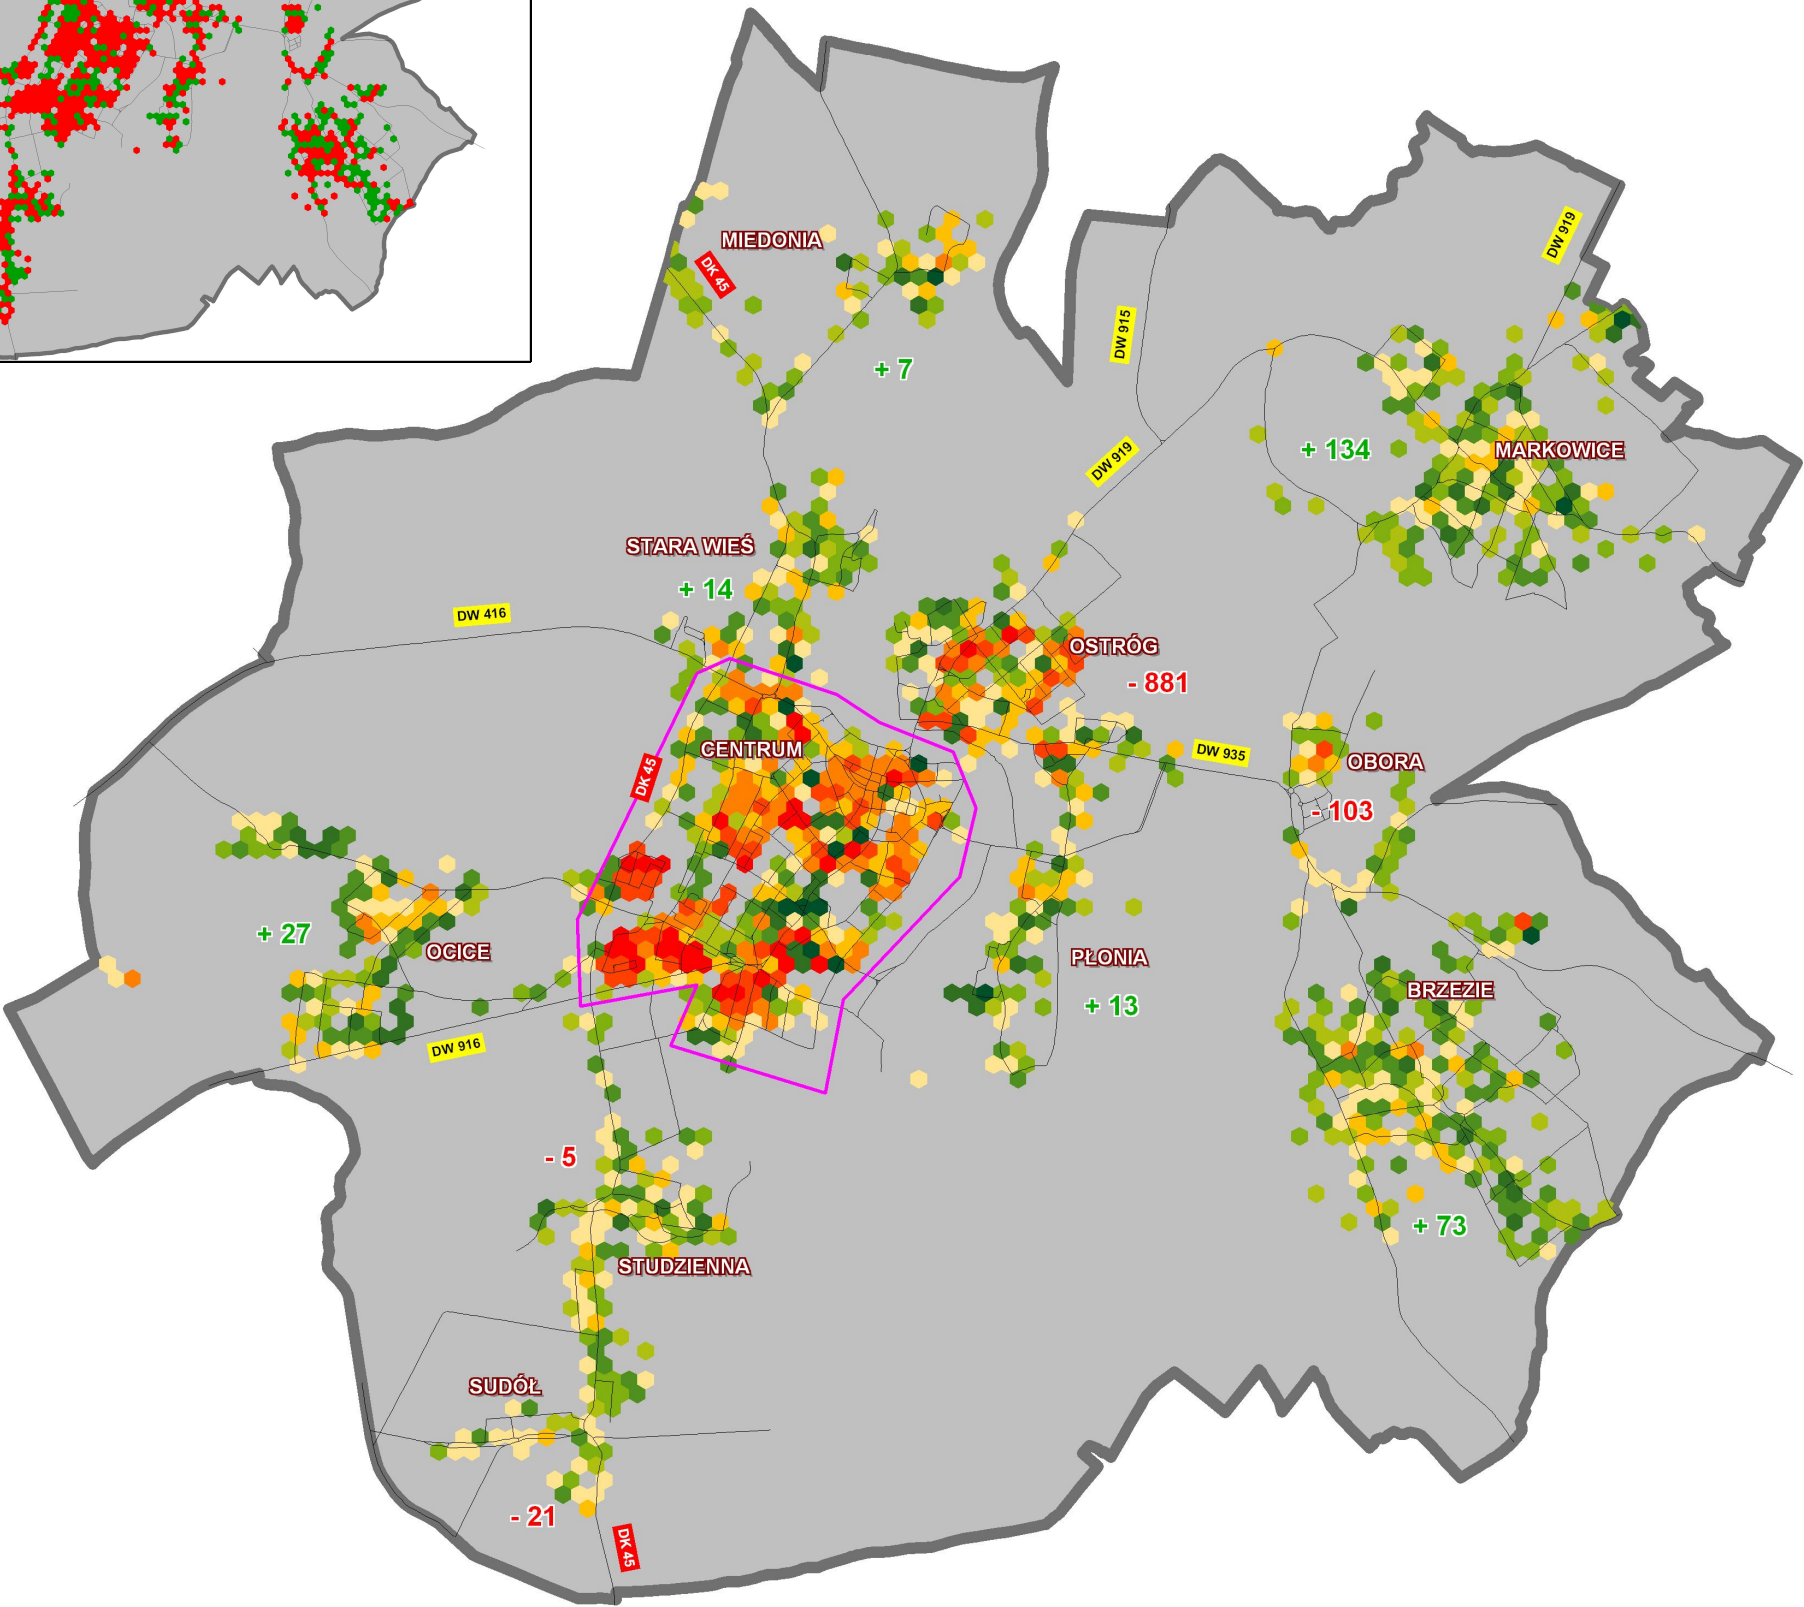 DW 919
MIEDONIA
DK 45
DW 915
+ 7
MARKOWICE
+ 134
DW 919
STARA WIEŚ
+ 14
DW 416
OSTRÓG
- 881
CENTRUM
DW 935
OBORA
DK 45
- 103
+ 27
OCICE
PŁONIA
BRZEZIE
+ 13
DW 916
- 5
+ 73
STUDZIENNA
SUDÓŁ
- 21
DK 45